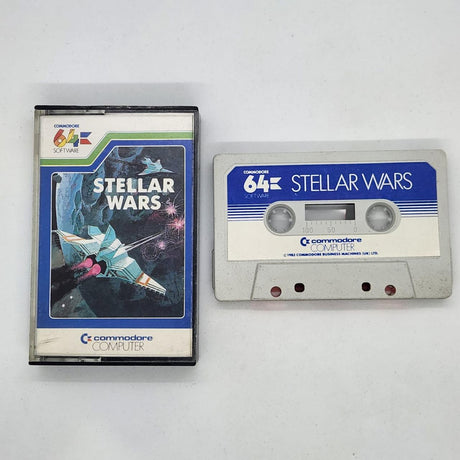 COMMODORE
64
SOFTWARE
STELLAR
WARS
commodore
COMPUTER
COMMODORE
64
SOFTWARE
STELLAR WARS
100 50 0
commodore
COMPUTER
© 1982 COMMODORE BUSINESS MACHINES (UK) LTD.